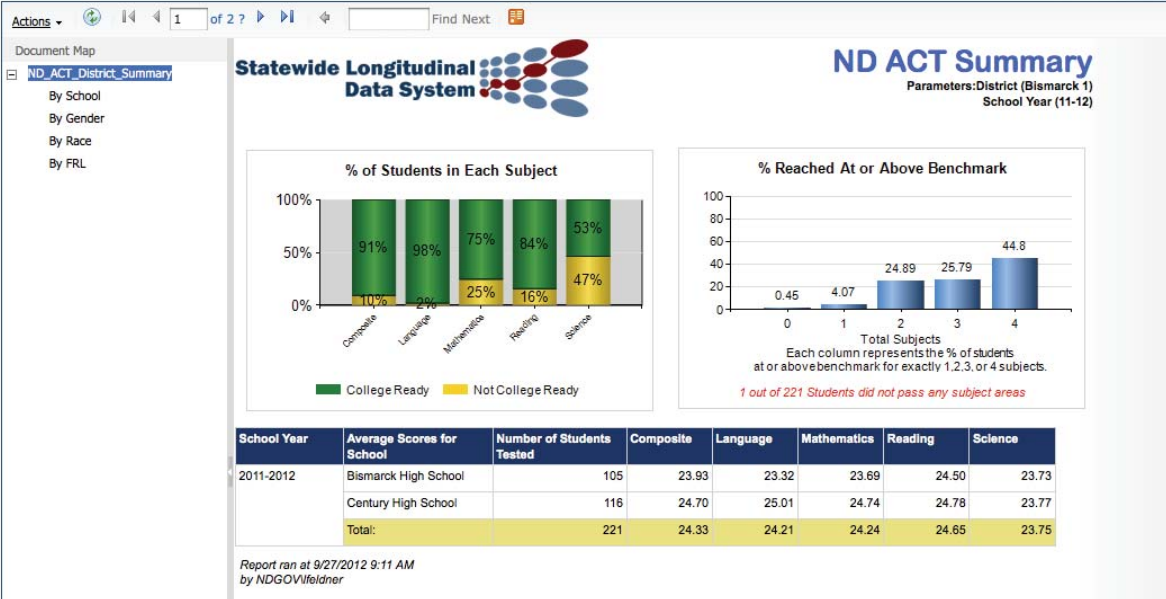 Actions
1
of 2 ?
Find Next
Document Map
ND_ACT_District_Summary
By School
By Gender
By Race
By FRL
Statewide Longitudinal
Data System
ND ACT Summary
Parameters:District (Bismarck 1)
School Year (11-12)
% of Students in Each Subject
100%
50%
0%
91% 98% 75% 84% 53%
10% 2% 25% 16% 47%
Composite Language Mathematics Reading Science
College Ready Not College Ready
% Reached At or Above Benchmark
100
80
60
40
20
0
0.45 4.07 24.89 25.79 44.8
0 1 2 3 4
Total Subjects
Each column represents the % of students
at or above benchmark for exactly 1,2,3, or 4 subjects.
1 out of 221 Students did not pass any subject areas
School Year Average Scores for School Number of Students Tested Composite Language Mathematics Reading Science
2011-2012 Bismarck High School 105 23.93 23.32 23.69 24.50 23.73
Century High School 116 24.70 25.01 24.74 24.78 23.77
Total: 221 24.33 24.21 24.24 24.65 23.75
Report ran at 9/27/2012 9:11 AM
by NDGOV\lfeldner